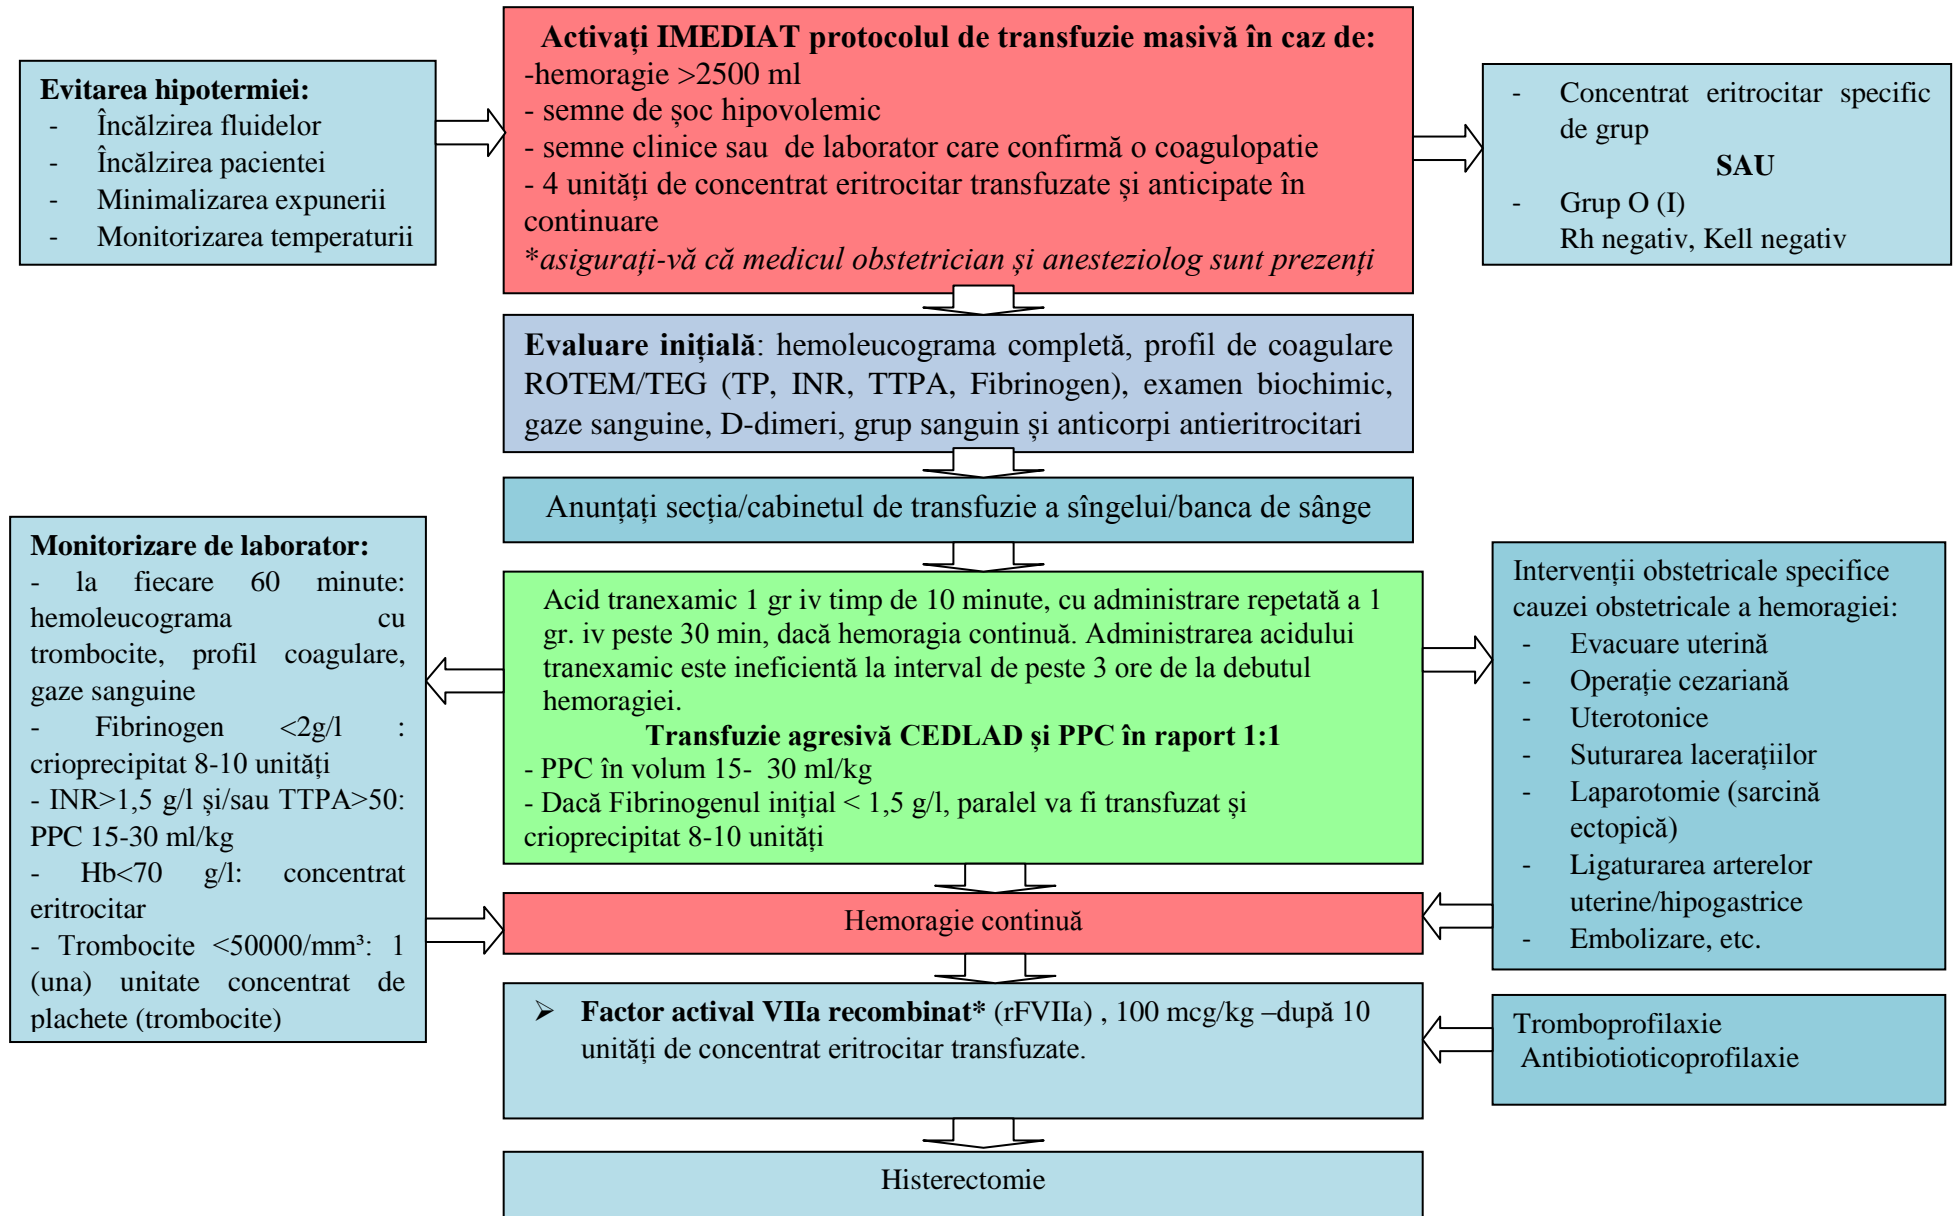 Activați IMEDIAT protocolul de transfuzie masivă în caz de:
-hemoragie >2500 ml
- semne de șoc hipovolemic
- semne clinice sau de laborator care confirmă o coagulopatie
- 4 unități de concentrat eritrocitar transfuzate și anticipate în
continuare
*asigurați-vă că medicul obstetrician și anesteziolog sunt prezenți
Evitarea hipotermiei:
- Încălzirea fluidelor
- Încălzirea pacientei
- Minimalizarea expunerii
- Monitorizarea temperaturii
- Concentrat eritrocitar specific
de grup
SAU
- Grup O (I)
Rh negativ, Kell negativ
Evaluare inițială: hemoleucograma completă, profil de coagulare
ROTEM/TEG (TP, INR, TTPA, Fibrinogen), examen biochimic,
gaze sanguine, D-dimeri, grup sanguin și anticorpi antieritrocitari
Anunțați secția/cabinetul de transfuzie a sîngelui/banca de sânge
Monitorizare de laborator:
- la fiecare 60 minute:
hemoleucograma cu
trombocite, profil coagulare,
gaze sanguine
- Fibrinogen <2g/l :
crioprecipitat 8-10 unități
- INR>1,5 g/l și/sau TTPA>50:
PPC 15-30 ml/kg
- Hb<70 g/l: concentrat
eritrocitar
- Trombocite <50000/mm³: 1
(una) unitate concentrat de
plachete (trombocite)
Acid tranexamic 1 gr iv timp de 10 minute, cu administrare repetată a 1
gr. iv peste 30 min, dacă hemoragia continuă. Administrarea acidului
tranexamic este ineficientă la interval de peste 3 ore de la debutul
hemoragiei.
Transfuzie agresivă CEDLAD și PPC în raport 1:1
- PPC în volum 15- 30 ml/kg
- Dacă Fibrinogenul inițial < 1,5 g/l, paralel va fi transfuzat și
crioprecipitat 8-10 unități
Intervenții obstetricale specifice
cauzei obstetricale a hemoragiei:
- Evacuare uterină
- Operație cezariană
- Uterotonice
- Suturarea lacerațiilor
- Laparotomie (sarcină
ectopică)
- Ligaturarea arterelor
uterine/hipogastrice
- Embolizare, etc.
Hemoragie continuă
➢ Factor actival VIIa recombinat* (rFVIIa) , 100 mcg/kg –după 10
unități de concentrat eritrocitar transfuzate.
Tromboprofilaxie
Antibiotioticoprofilaxie
Histerectomie